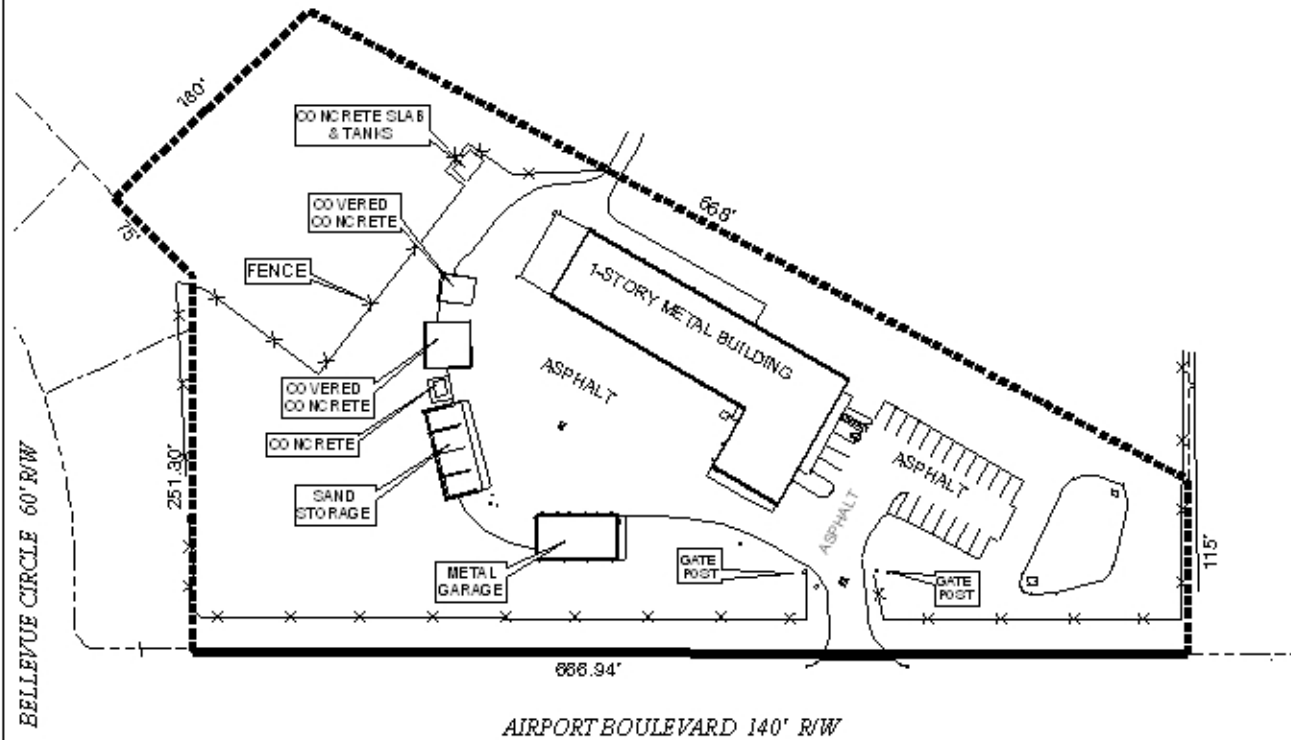 180'
CONCRETE SLAB
& TANKS
COVERED
CONCRETE
668'
75'
FENCE
1-STORY METAL BUILDING
ASPHALT
COVERED
CONCRETE
CONCRETE
ASPHALT
SAND
STORAGE
ASPHALT
251.30'
BELLEVUE CIRCLE 60' R/W
METAL
GARAGE
GATE
POST
GATE
POST
115'
666.94'
AIRPORT BOULEVARD 140' R/W